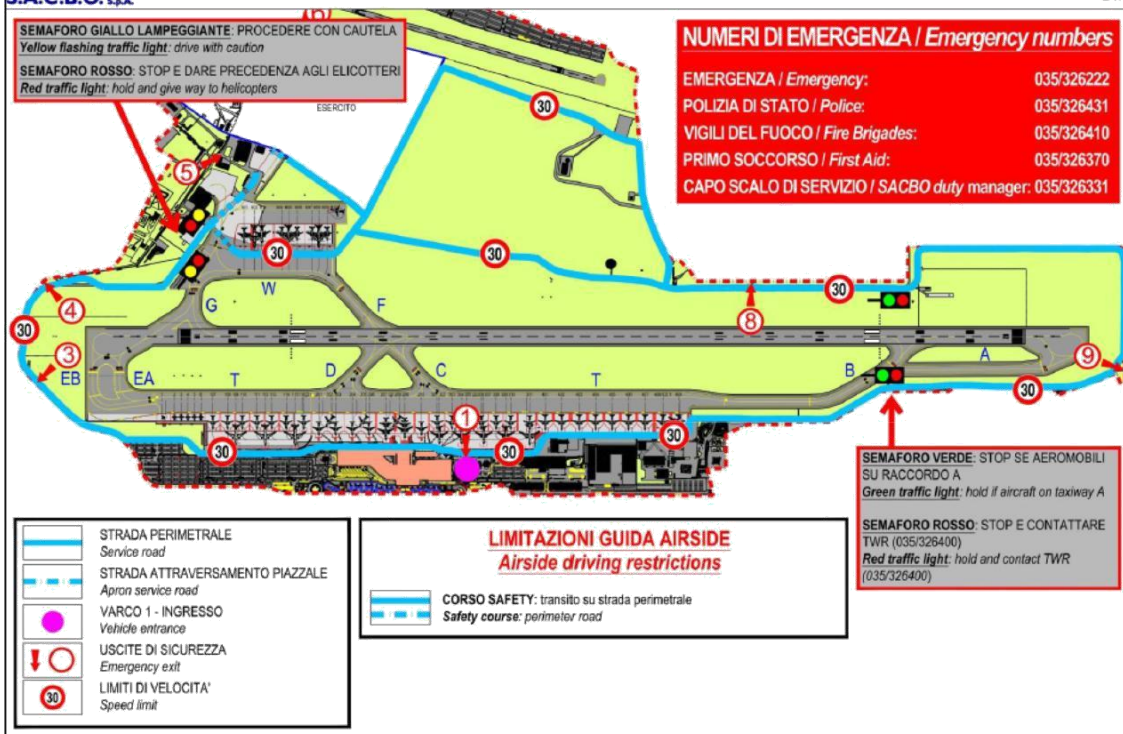 S.A.C.B.O. S.p.A.
SEMAFORO GIALLO LAMPEGGIANTE: PROCEDERE CON CAUTELA
Yellow flashing traffic light: drive with caution
SEMAFORO ROSSO: STOP E DARE PRECEDENZA AGLI ELICOTTERI
Red traffic light: hold and give way to helicopters
NUMERI DI EMERGENZA / Emergency numbers
EMERGENZA / Emergency: 035/326222
POLIZIA DI STATO / Police: 035/326431
VIGILI DEL FUOCO / Fire Brigades: 035/326410
PRIMO SOCCORSO / First Aid: 035/326370
CAPO SCALO DI SERVIZIO / SACBO duty manager: 035/326331
6
ESERCITO
30
5
30
30
W
G
F
4
30
8
30
3
EB
EA
T
D
C
T
B
A
9
30
1
30
30
30
SEMAFORO VERDE: STOP SE AEROMOBILI
SU RACCORDO A
Green traffic light: hold if aircraft on taxiway A
SEMAFORO ROSSO: STOP E CONTATTARE
TWR (035/326400)
Red traffic light: hold and contact TWR
(035/326400)
STRADA PERIMETRALE
Service road
STRADA ATTRAVERSAMENTO PIAZZALE
Apron service road
VARCO 1 - INGRESSO
Vehicle entrance
USCITE DI SICUREZZA
Emergency exit
30
LIMITI DI VELOCITA'
Speed limit
LIMITAZIONI GUIDA AIRSIDE
Airside driving restrictions
CORSO SAFETY: transito su strada perimetrale
Safety course: perimeter road